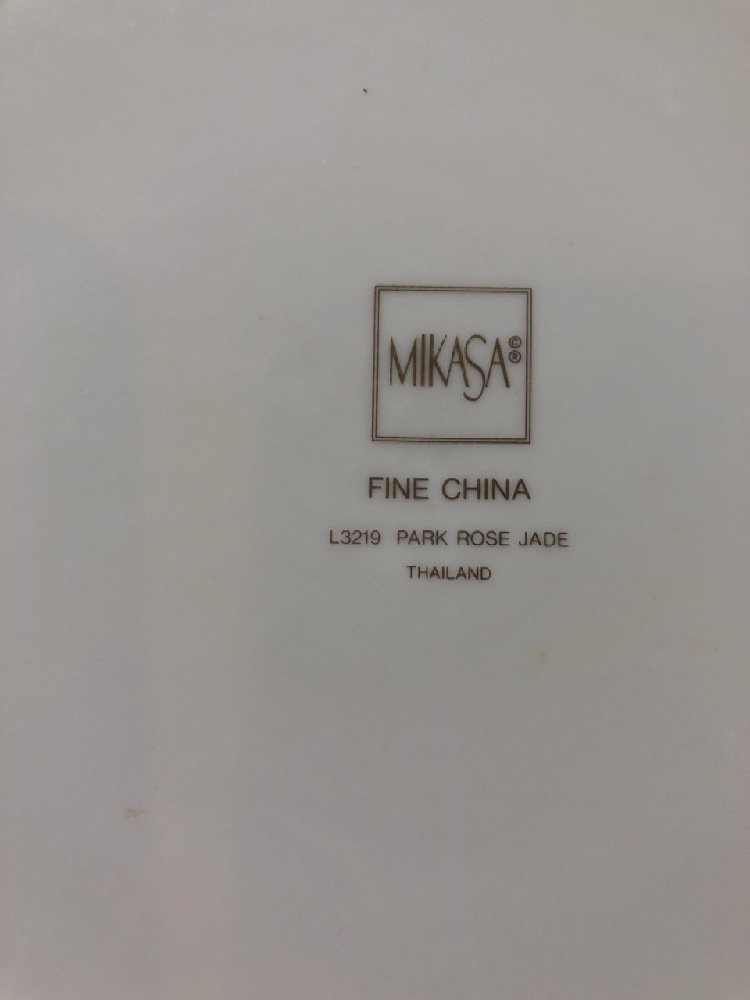 MIKASA©®
FINE CHINA
L3219 PARK ROSE JADE
THAILAND